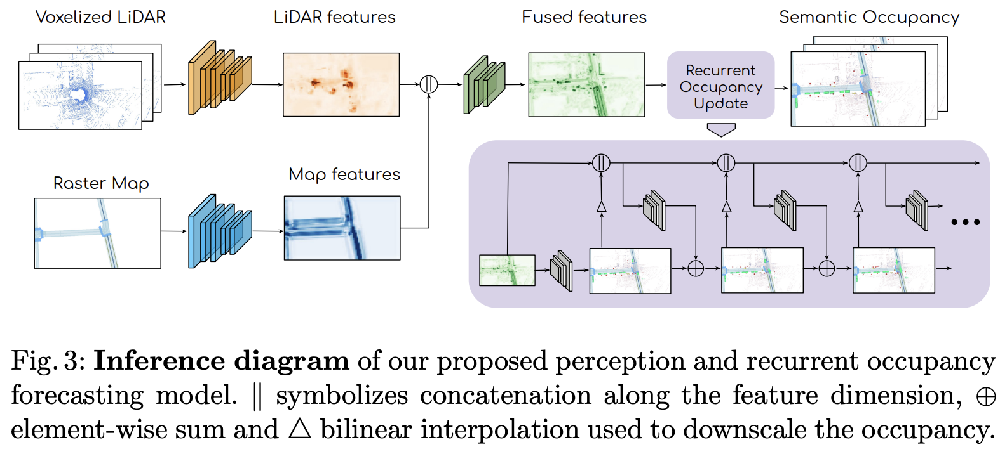 Voxelized LiDAR
LiDAR features
Fused features
Semantic Occupancy
Recurrent
Occupancy
Update
Raster Map
Map features
Fig. 3: Inference diagram of our proposed perception and recurrent occupancy
forecasting model. ∥ symbolizes concatenation along the feature dimension, ⊕
element-wise sum and △ bilinear interpolation used to downscale the occupancy.